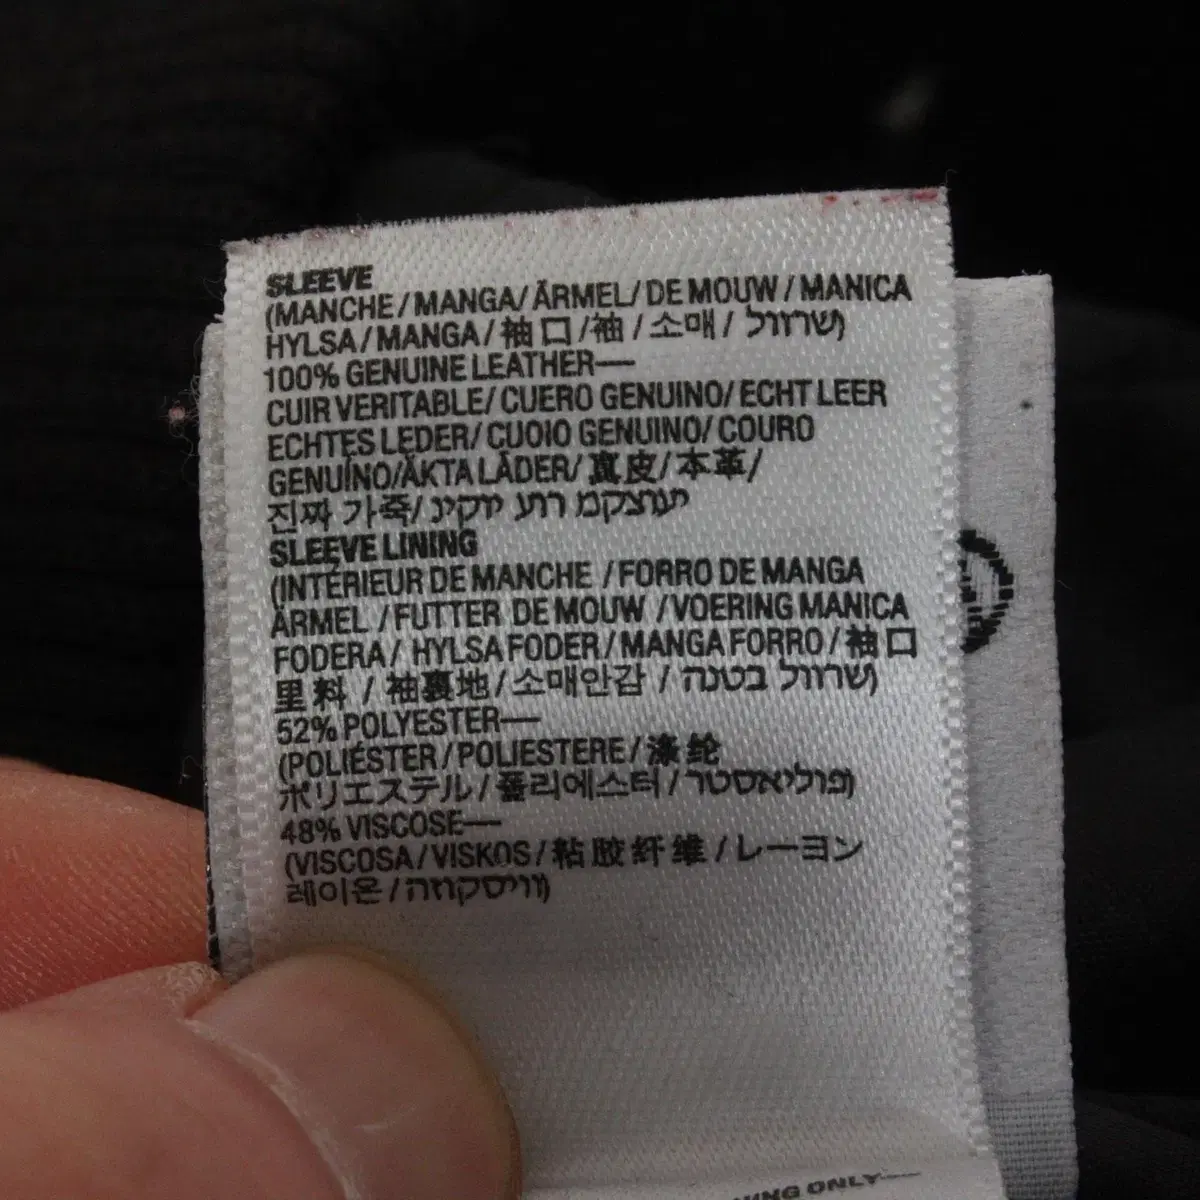 SLEEVE
(MANCHE/MANGA/ÄRMEL/DE MOUW/MANICA
HYLSA/MANGA/袖口/袖/소매/שרוול)
100% GENUINE LEATHER—
CUIR VERITABLE/CUERO GENUINO/ECHT LEER
ECHTES LEDER/CUOIO GENUINO/COURO
GENUÍNO/ÄKTA LÄDER/真皮/本革/
진짜 가죽/
SLEEVE LINING
(INTÉRIEUR DE MANCHE /FORRO DE MANGA
ÄRMEL /FUTTER DE MOUW /VOERING MANICA
FODERA/ HYLSA FODER/MANGA FORRO/袖口
里料 / 袖裏地/소매안감 / שרוול בטנה)
52% POLYESTER—
(POLIÉSTER/POLIESTERE/涤纶
ポリエステル/폴리에스터/פוליאסטר)
48% VISCOSE—
(VISCOSA/VISKOS/粘胶纤维/レーヨン
레이온/וויסקוזה)
ONLY—